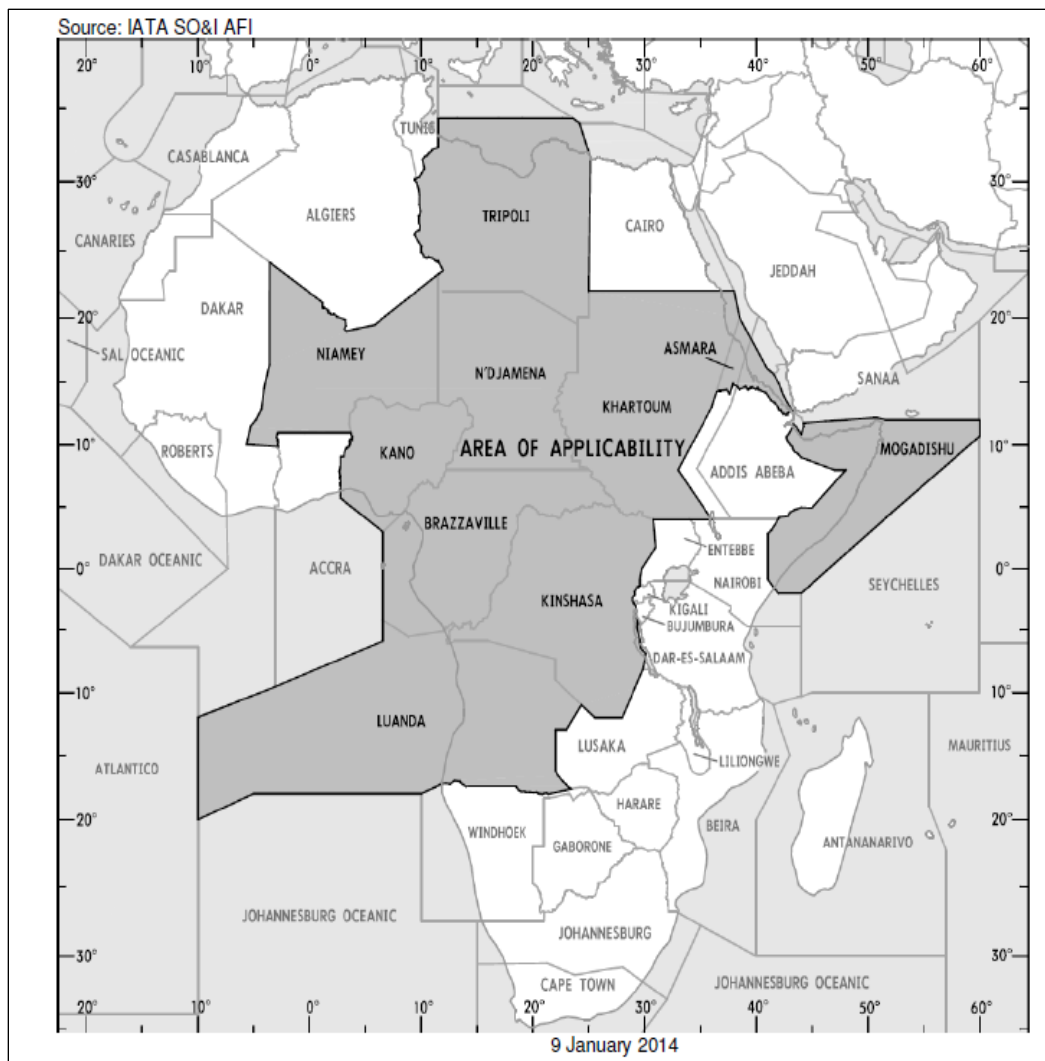 Source: IATA SO&I AFI
20° 10° 0° 10° 20° 30° 40° 50° 60°
TUNIS
CASABLANCA
30° 30°
ALGIERS
TRIPOLI
CAIRO
CANARIES
JEDDAH
DAKAR
20° 20°
SAL OCEANIC
NIAMEY
ASMARA
N'DJAMENA
SANAA
KHARTOUM
10° ROBERTS KANO AREA OF APPLICABILITY MOGADISHU 10°
ADDIS ABEBA
BRAZZAVILLE
DAKAR OCEANIC
ENTEBBE
0° ACCRA NAIROBI SEYCHELLES 0°
KINSHASA
KIGALI
BUJUMBURA
DAR-ES-SALAAM
10° 10°
LUANDA
LUSAKA
MAURITIUS
ATLANTICO
LILIONGWE
HARARE
20° 20°
WINDHOEK
BEIRA
GABORONE
ANTANANARIVO
JOHANNESBURG OCEANIC
JOHANNESBURG
30° 30°
CAPE TOWN
JOHANNESBURG OCEANIC
20° 10° 0° 10° 20° 30° 40° 50° 60°
9 January 2014